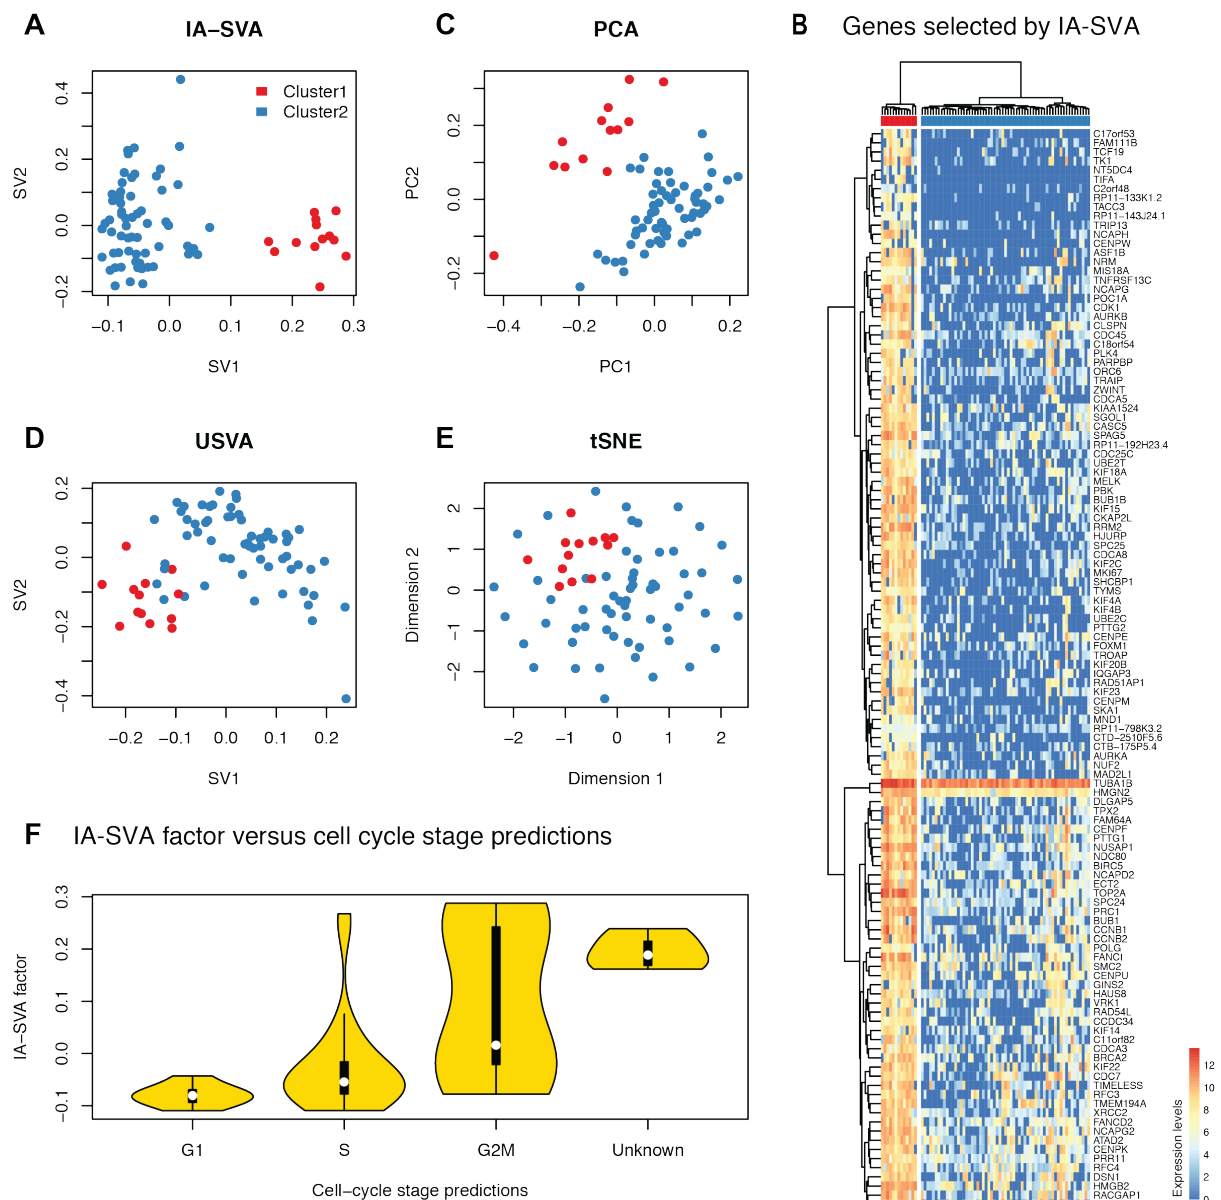 A
IA–SVA
Cluster1
Cluster2
SV2
0.4
0.2
0.0
−0.2
−0.1
0.0
0.1
0.2
0.3
SV1
C
PCA
PC2
0.2
0.0
−0.2
−0.4
−0.2
0.0
0.2
PC1
D
USVA
SV2
0.2
0.0
−0.2
−0.4
−0.2
−0.1
0.0
0.1
0.2
SV1
E
tSNE
Dimension 2
2
1
0
−1
−2
−2
−1
0
1
2
Dimension 1
F IA-SVA factor versus cell cycle stage predictions
IA−SVA factor
0.3
0.2
0.1
0.0
−0.1
G1
S
G2M
Unknown
Cell−cycle stage predictions
B Genes selected by IA-SVA
C17orf53
FAM111B
TCF19
TK1
NT5DC4
TIFA
C2orf48
RP11−133K1.2
TACC3
RP11−143J24.1
TRIP13
NCAPH
CENPW
ASF1B
NRM
MIS18A
TNFRSF13C
NCAPG
POC1A
CDK1
AURKB
CLSPN
CDC45
C18orf54
PLK4
PARPBP
ORC6
TRAIP
ZWINT
CDCA5
KIAA1524
SGOL1
CASC5
SPAG5
RP11−192H23.4
CDC25C
UBE2T
KIF18A
MELK
PBK
BUB1B
KIF15
CKAP2L
RRM2
HJURP
SPC25
CDCA8
KIF2C
MKI67
SHCBP1
TYMS
KIF4A
KIF4B
UBE2C
PTTG2
CENPE
FOXM1
TROAP
KIF20B
IQGAP3
RAD51AP1
KIF23
CENPM
SKA1
MND1
RP11−798K3.2
CTD−2510F5.6
CTB−175P5.4
AURKA
NUF2
MAD2L1
TUBA1B
HMGN2
DLGAP5
TPX2
FAM64A
CENPF
PTTG1
NUSAP1
NDC80
BIRC5
NCAPD2
ECT2
TOP2A
SPC24
PRC1
BUB1
CCNB1
CCNB2
POLG
FANCI
SMC2
CENPU
GINS2
HAUS8
VRK1
RAD54L
CCDC34
KIF14
C11orf82
CDCA3
BRCA2
KIF22
CDC7
TIMELESS
RFC3
TMEM194A
XRCC2
FANCD2
NCAPG2
ATAD2
CENPK
PRR11
RFC4
DSN1
HMGB2
RACGAP1
Expression levels
12
10
8
6
4
2
0